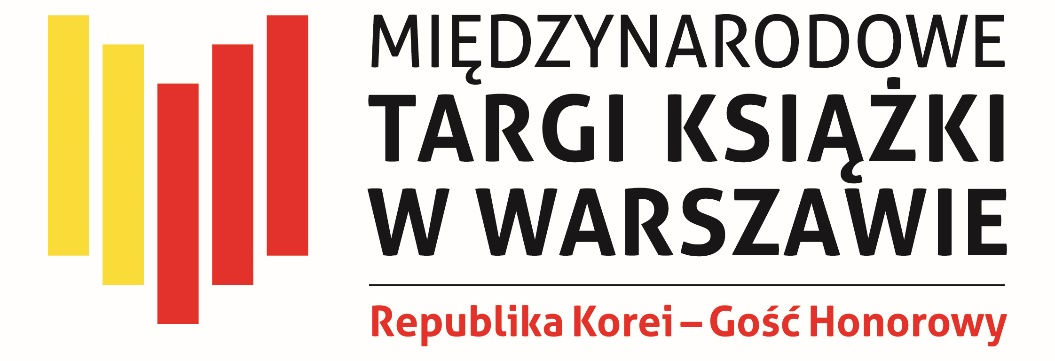 MIĘDZYNARODOWE
TARGI KSIĄŻKI
W WARSZAWIE
Republika Korei – Gość Honorowy